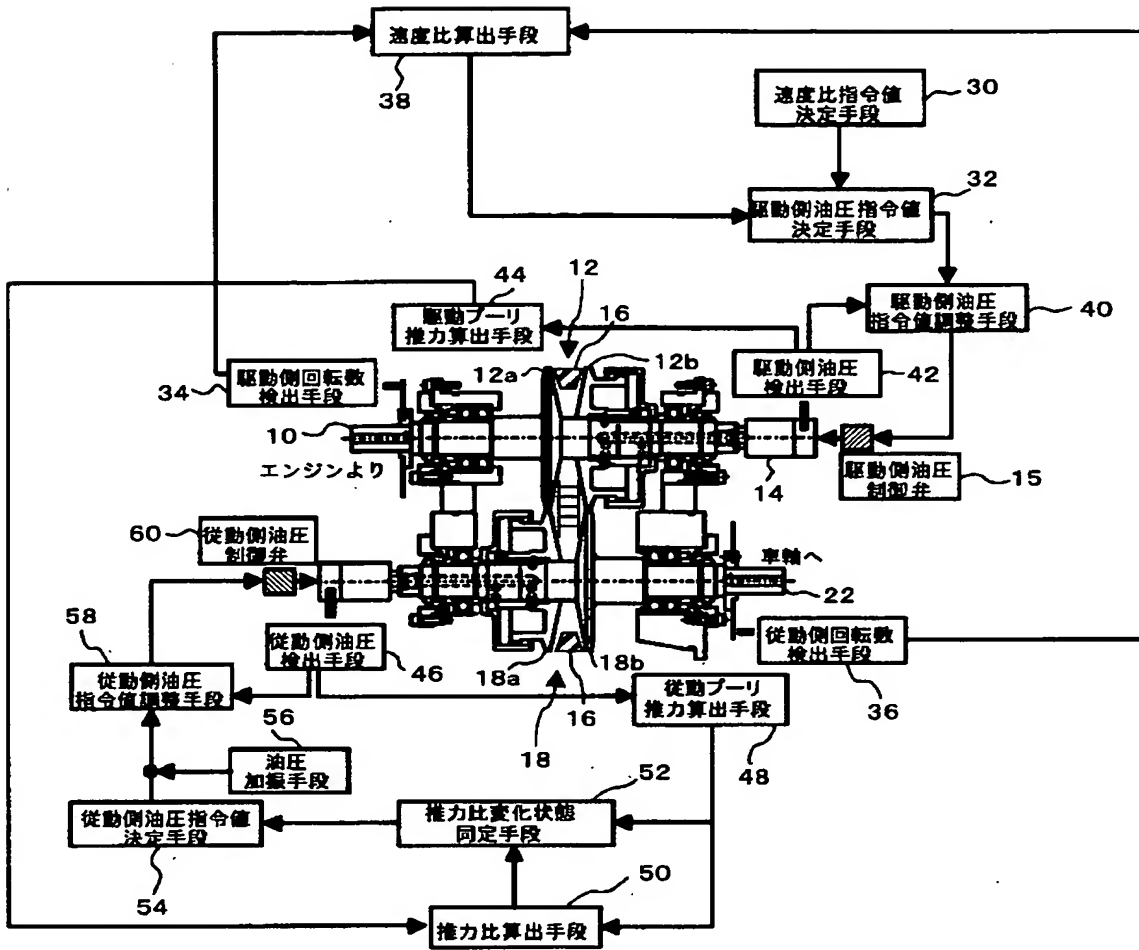 速度比算出手段
38
速度比指令値
決定手段
30
32
駆動側油圧指令値
決定手段
44
12
駆動プーリ
推力算出手段
16
駆動側油圧
指令値調整手段
40
12a
12b
駆動側油圧
検出手段
42
34
駆動側回転数
検出手段
10
エンジンより
14
駆動側油圧
制御弁
15
60
従動側油圧
制御弁
車軸へ
22
58
従動側油圧
検出手段
46
従動側回転数
検出手段
36
18a
18b
従動側油圧
指令値調整手段
16
従動プーリ
推力算出手段
48
56
油圧
加振手段
18
52
従動側油圧指令値
決定手段
54
推力比変化状態
同定手段
50
推力比算出手段